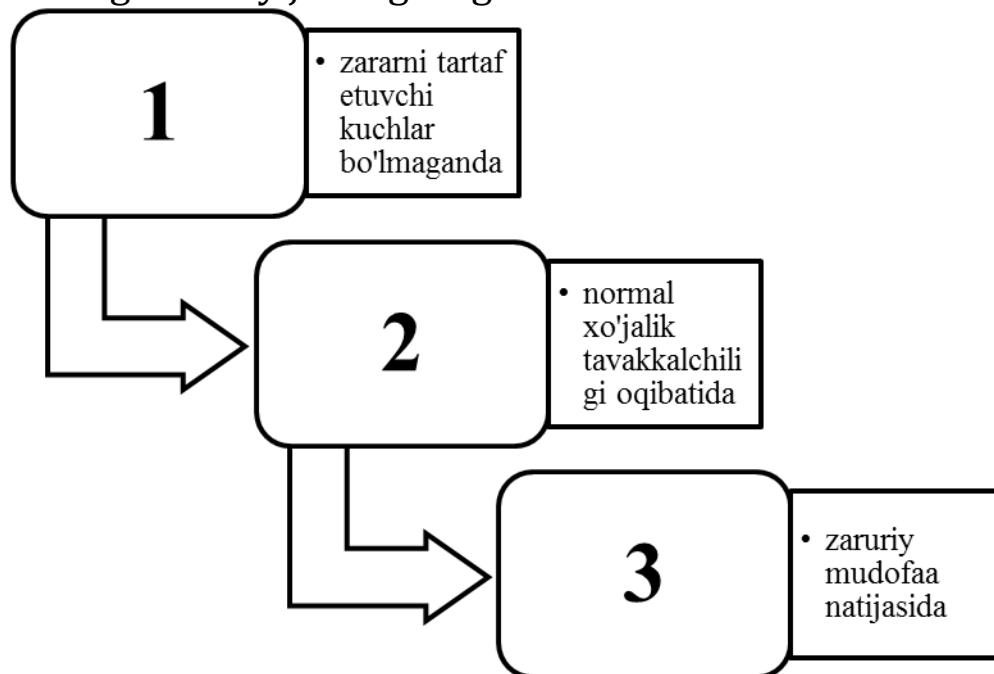 1
• zararni tartaf
etuvchi
kuchlar
bo'lmaganda
2
• normal
xo'jalik
tavakkalchili
gi oqibatida
3
• zaruriy
mudofaa
natijasida